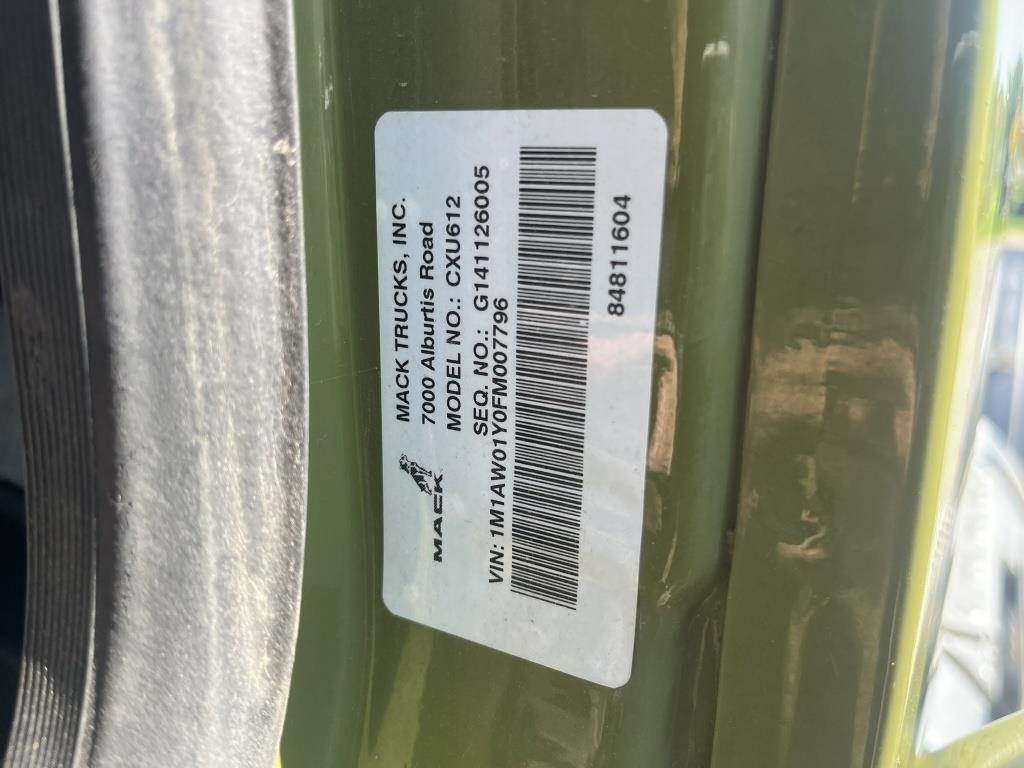 MACK
MACK TRUCKS, INC.
7000 Alburtis Road
MODEL NO.: CXU612
SEQ. NO.: G141126005
VIN: 1M1AW01Y0FM007796
84811604